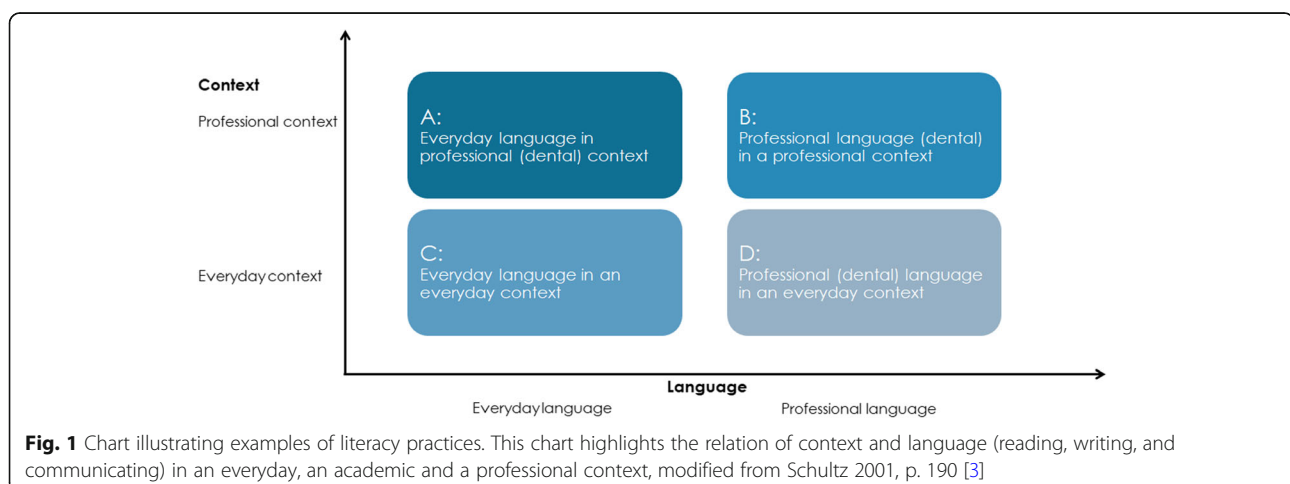 Context
Professional context
A:
Everyday language in
professional (dental) context
B:
Professional language (dental)
in a professional context
Everyday context
C:
Everyday language in an
everyday context
D:
Professional (dental) language
in an everyday context
Language
Everyday language
Professional language
Fig. 1 Chart illustrating examples of literacy practices. This chart highlights the relation of context and language (reading, writing, and
communicating) in an everyday, an academic and a professional context, modified from Schultz 2001, p. 190 [3]